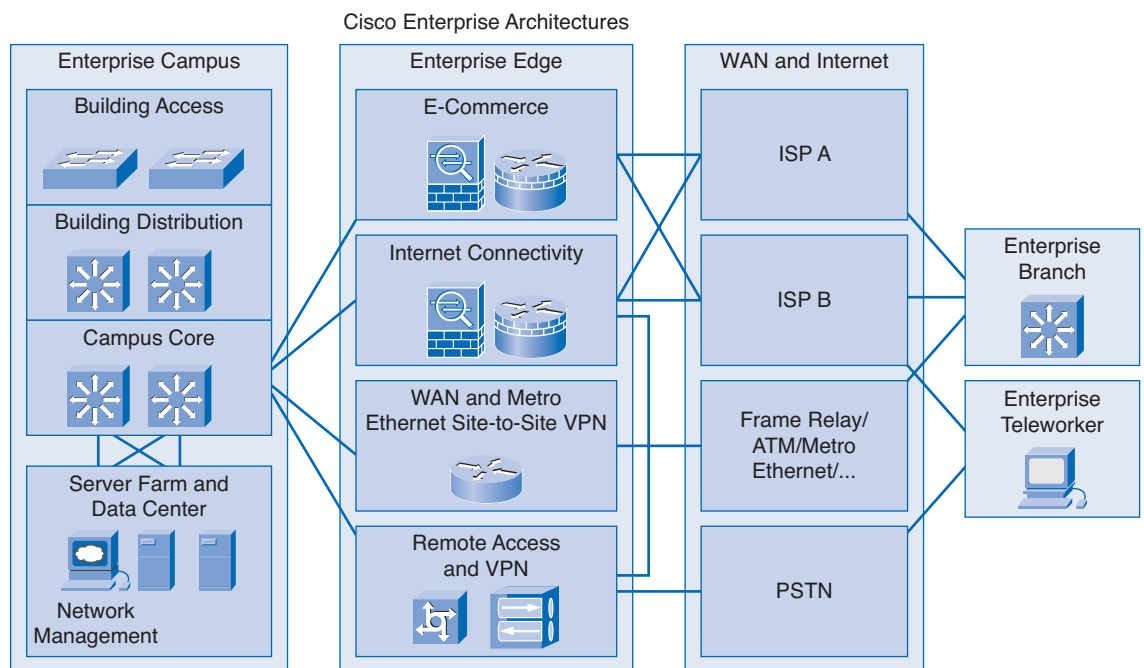 Cisco Enterprise Architectures
Enterprise Campus
Building Access
Building Distribution
Campus Core
Server Farm and
Data Center
Network
Management
Enterprise Edge
E-Commerce
Internet Connectivity
WAN and Metro
Ethernet Site-to-Site VPN
Remote Access
and VPN
WAN and Internet
ISP A
ISP B
Frame Relay/
ATM/Metro
Ethernet/...
PSTN
Enterprise
Branch
Enterprise
Teleworker